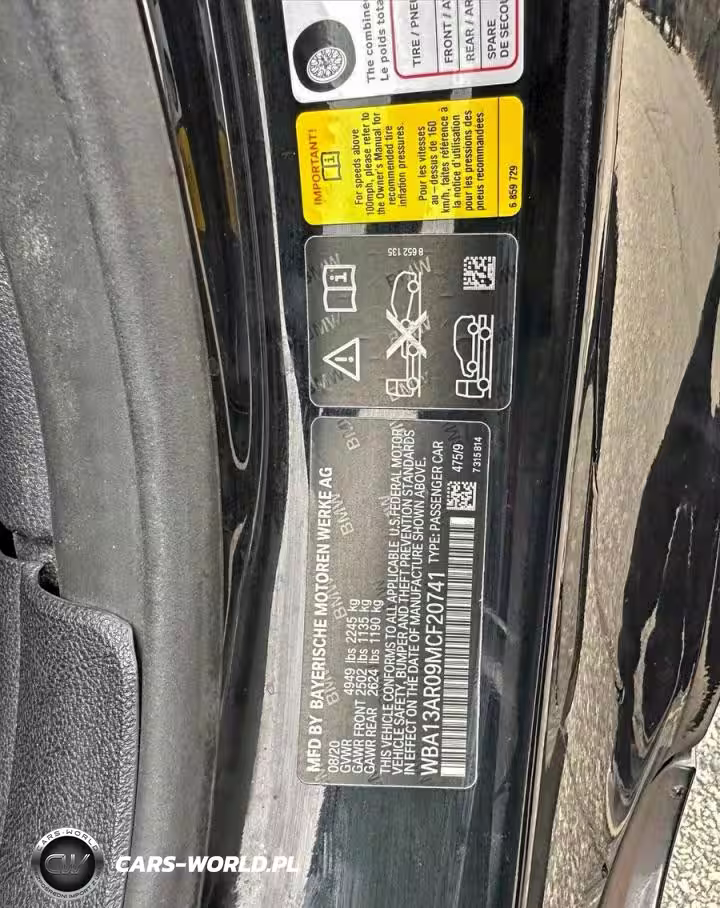 The combine
Le poids tota
TIRE / PNEU
FRONT / A
REAR / AR
SPARE
DE SECOU
IMPORTANT!
For speeds above
100mph, please refer to
the Owner's Manual for
recommended tire
inflation pressures.
Pour les vitesses
au - dessus de 160
km/h, faites référence à
la notice d'utilisation
pour les pressions des
pneus recommandées.
6 859 729
8 652 135
MFD BY BAYERISCHE MOTOREN WERKE AG
08/20
GVWR 4949 lbs 2245 kg
GAWR FRONT 2502 lbs 1135 kg
GAWR REAR 2624 lbs 1190 kg
THIS VEHICLE CONFORMS TO ALL APPLICABLE U.S.FEDERAL MOTOR
VEHICLE SAFETY, BUMPER AND THEFT PREVENTION STANDARDS
IN EFFECT ON THE DATE OF MANUFACTURE SHOWN ABOVE.
WBA13AR09MCF20741 TYPE: PASSENGER CAR
475/9
7 315 814
CARS-WORLD
CW
CARS-WORLD.PL